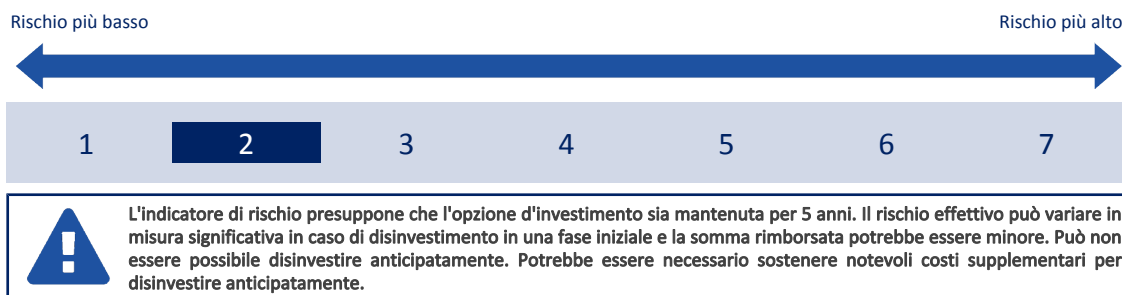 Rischio più basso Rischio più alto
1 2 3 4 5 6 7
L'indicatore di rischio presuppone che l'opzione d'investimento sia mantenuta per 5 anni. Il rischio effettivo può variare in
misura significativa in caso di disinvestimento in una fase iniziale e la somma rimborsata potrebbe essere minore. Può non
essere possibile disinvestire anticipatamente. Potrebbe essere necessario sostenere notevoli costi supplementari per
disinvestire anticipatamente.